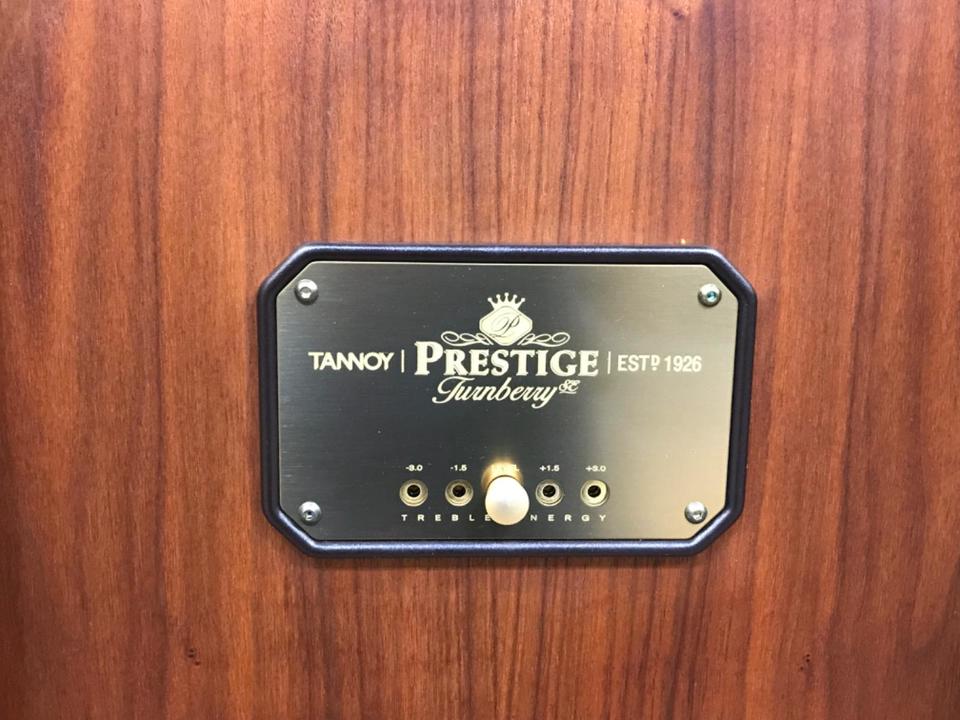 P
TANNOY | PRESTIGE | ESTD 1926
Turnberry SE
-3.0 -1.5 +1.5 +3.0
TREBLE ENERGY